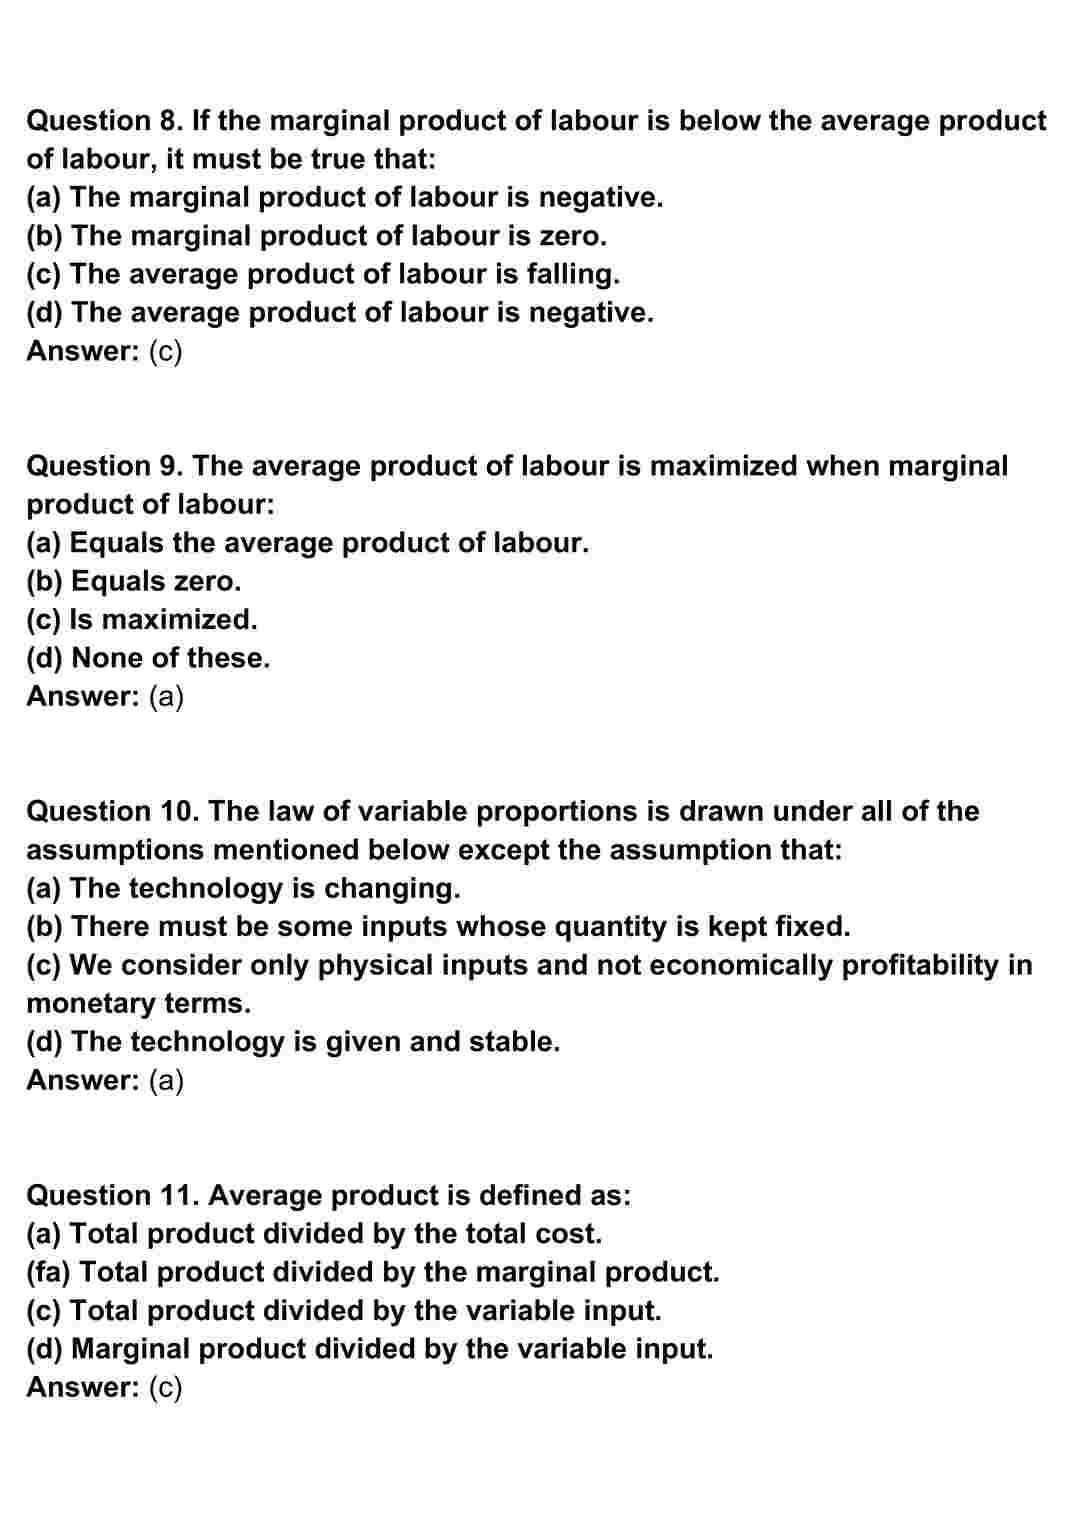 Question 8. If the marginal product of labour is below the average product
of labour, it must be true that:
(a) The marginal product of labour is negative.
(b) The marginal product of labour is zero.
(c) The average product of labour is falling.
(d) The average product of labour is negative.
Answer: (c)
Question 9. The average product of labour is maximized when marginal
product of labour:
(a) Equals the average product of labour.
(b) Equals zero.
(c) Is maximized.
(d) None of these.
Answer: (a)
Question 10. The law of variable proportions is drawn under all of the
assumptions mentioned below except the assumption that:
(a) The technology is changing.
(b) There must be some inputs whose quantity is kept fixed.
(c) We consider only physical inputs and not economically profitability in
monetary terms.
(d) The technology is given and stable.
Answer: (a)
Question 11. Average product is defined as:
(a) Total product divided by the total cost.
(fa) Total product divided by the marginal product.
(c) Total product divided by the variable input.
(d) Marginal product divided by the variable input.
Answer: (c)